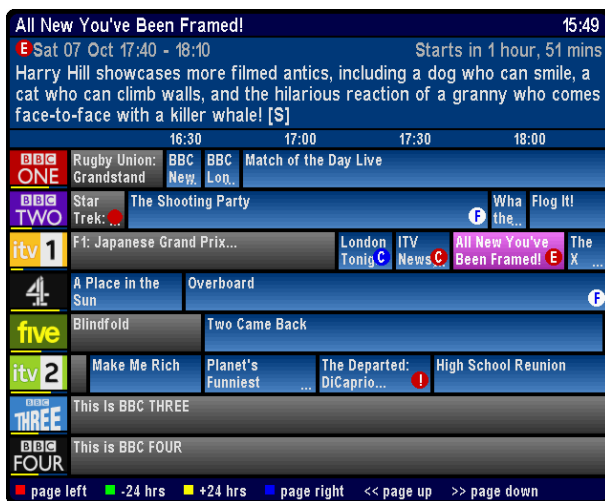 All New You've Been Framed! 15:49
E Sat 07 Oct 17:40 - 18:10 Starts in 1 hour, 51 mins
Harry Hill showcases more filmed antics, including a dog who can smile, a
cat who can climb walls, and the hilarious reaction of a granny who comes
face-to-face with a killer whale! [S]
16:30 17:00 17:30 18:00
BBC ONE
Rugby Union:
Grandstand
BBC
New..
BBC
Lon..
Match of the Day Live
BBC TWO
Star
Trek: ...
The Shooting Party
F
Wha
the...
Flog It!
itv 1
F1: Japanese Grand Prix...
London
Tonig C
ITV
News... C
All New You've
Been Framed! E
The
X ...
4
A Place in the
Sun
Overboard
F
five
Blindfold
Two Came Back
itv 2
Make Me Rich
Planet's
Funniest ...
The Departed:
DiCaprio... !
High School Reunion
BBC THREE
This Is BBC THREE
BBC FOUR
This is BBC FOUR
page left -24 hrs +24 hrs page right << page up >> page down